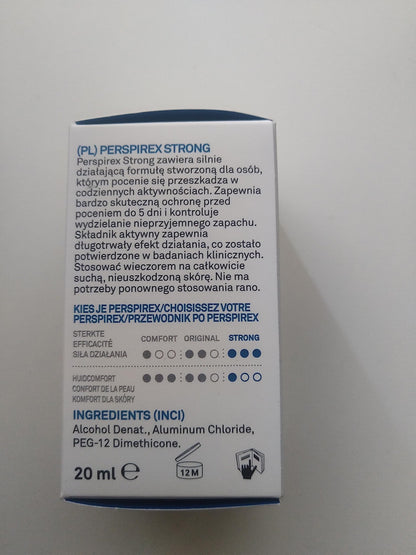 (PL) PERSPIREX STRONG
Perspirex Strong zawiera silnie
działającą formułę stworzoną dla osób,
którym pocenie się przeszkadza w
codziennych aktywnościach. Zapewnia
bardzo skuteczną ochronę przed
poceniem do 5 dni i kontroluje
wydzielanie nieprzyjemnego zapachu.
Składnik aktywny zapewnia
długotrwały efekt działania, co zostało
potwierdzone w badaniach klinicznych.
Stosować wieczorem na całkowicie
suchą, nieuszkodzoną skórę. Nie ma
potrzeby ponownego stosowania rano.
KIES JE PERSPIREX/CHOISISSEZ VOTRE
PERSPIREX/PRZEWODNIK PO PERSPIREX
STERKTE
EFFICACITÉ COMFORT ORIGINAL STRONG
SIŁA DZIAŁANIA
HUIDCOMFORT
CONFORT DE LA PEAU
KOMFORT DLA SKÓRY
INGREDIENTS (INCI)
Alcohol Denat., Aluminum Chloride,
PEG-12 Dimethicone.
20 ml ℮ 12M